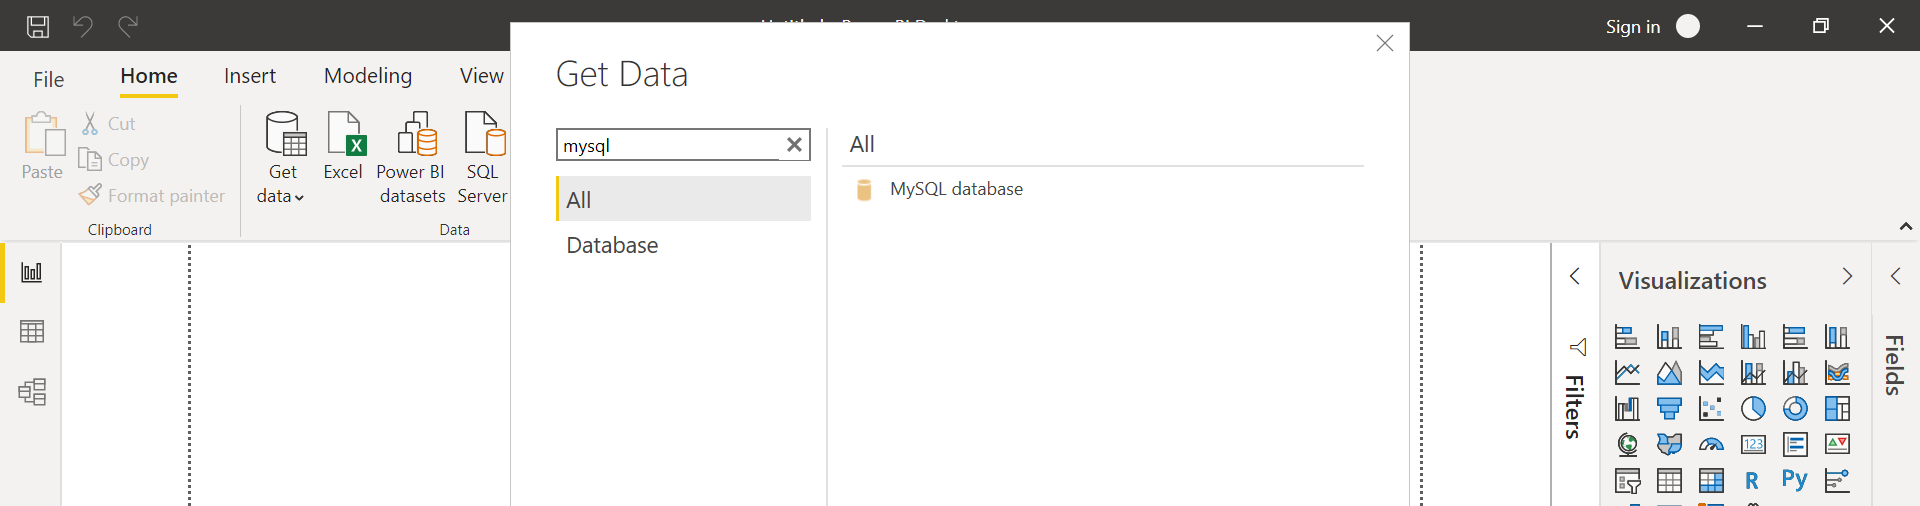 Sign in
File
Home
Insert
Modeling
View
Get Data
mysql
All
MySQL database
All
Database
Paste
Cut
Copy
Format painter
Clipboard
Get data
Excel
Power BI datasets
SQL Server
Data
Filters
Visualizations
123
R
Py
Fields